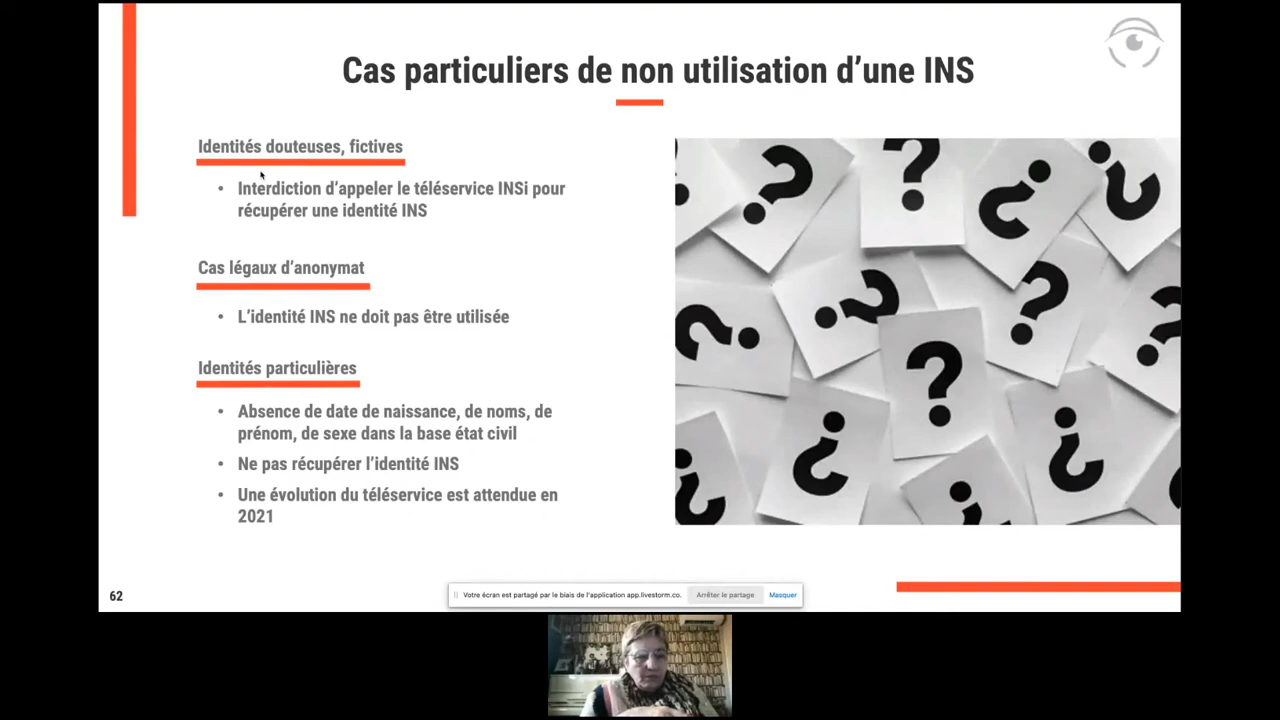 Cas particuliers de non utilisation d’une INS
Identités douteuses, fictives
• Interdiction d’appeler le téléservice INSi pour
récupérer une identité INS
Cas légaux d’anonymat
• L’identité INS ne doit pas être utilisée
Identités particulières
• Absence de date de naissance, de noms, de
prénom, de sexe dans la base état civil
• Ne pas récupérer l’identité INS
• Une évolution du téléservice est attendue en
2021
? ? ? ? ?
? ? ? ?
? ? ? ? ? ?
62
Votre écran est partagé par le biais de l'application app.livestorm.co. Arrêter le partage Masquer